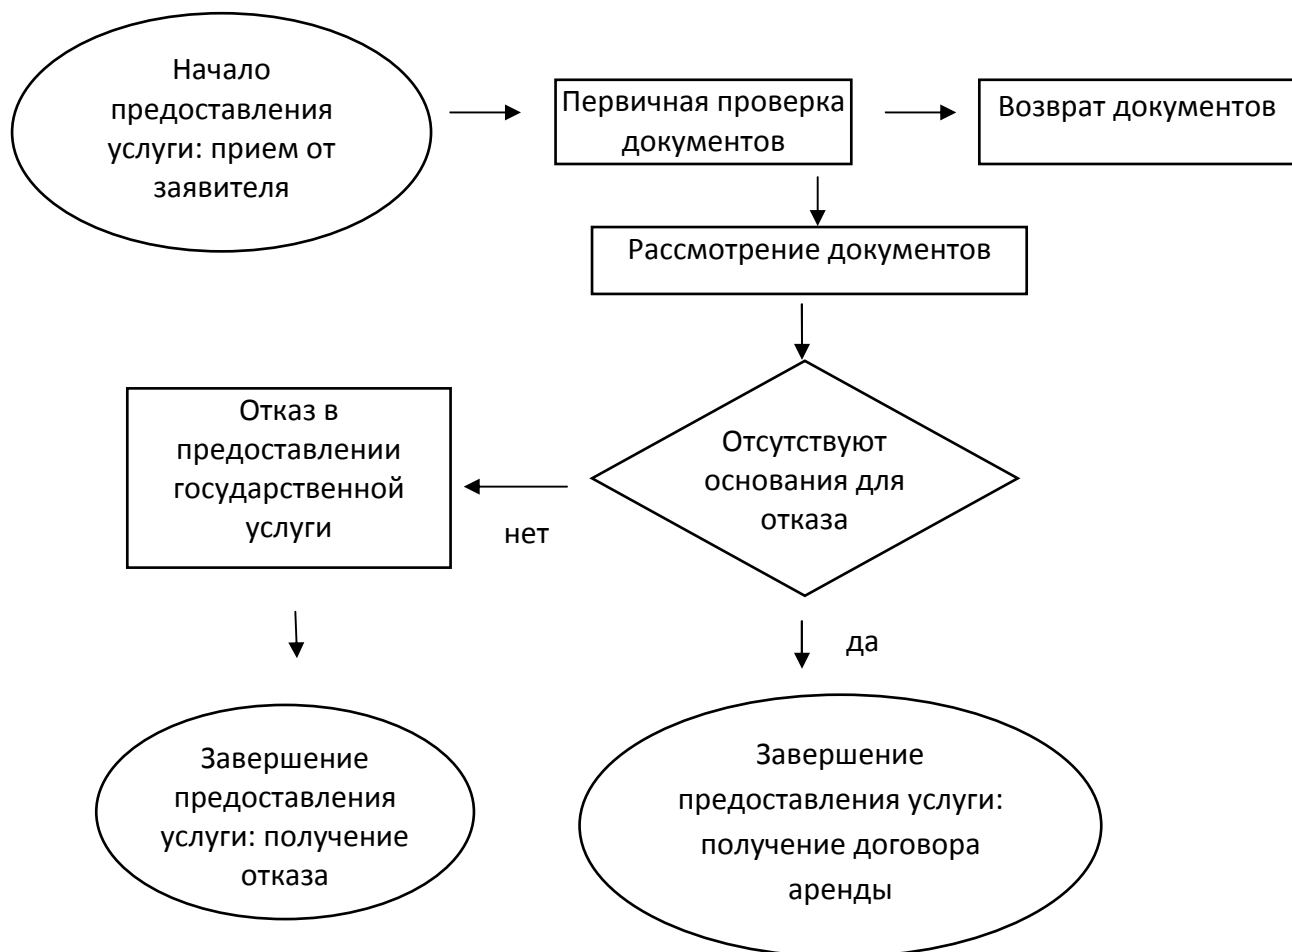 Начало
предоставления
услуги: прием от
заявителя
Первичная проверка
документов
Возврат документов
Рассмотрение документов
Отказ в
предоставлении
государственной
услуги
нет
Отсутствуют
основания для
отказа
да
Завершение
предоставления
услуги: получение
отказа
Завершение
предоставления услуги:
получение договора
аренды